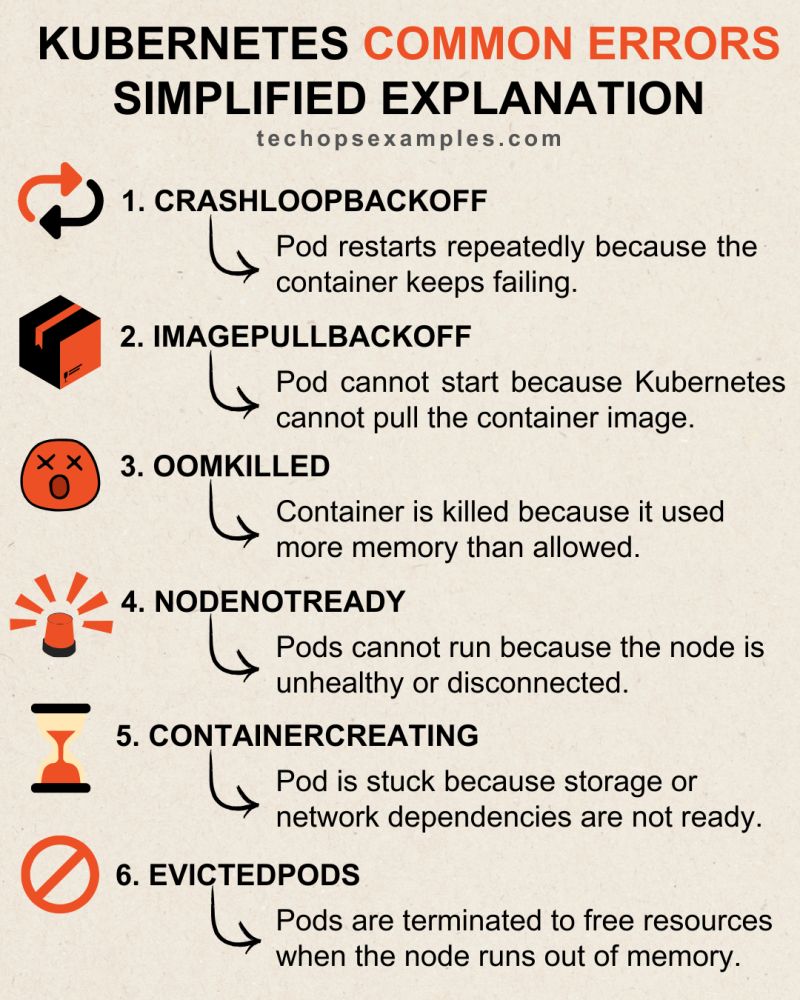 KUBERNETES COMMON ERRORS
SIMPLIFIED EXPLANATION
techopsexamples.com
1. CRASHLOOPBACKOFF
Pod restarts repeatedly because the
container keeps failing.
2. IMAGEPULLBACKOFF
Pod cannot start because Kubernetes
cannot pull the container image.
3. OOMKILLED
Container is killed because it used
more memory than allowed.
4. NODENOTREADY
Pods cannot run because the node is
unhealthy or disconnected.
5. CONTAINERCREATING
Pod is stuck because storage or
network dependencies are not ready.
6. EVICTEDPODS
Pods are terminated to free resources
when the node runs out of memory.